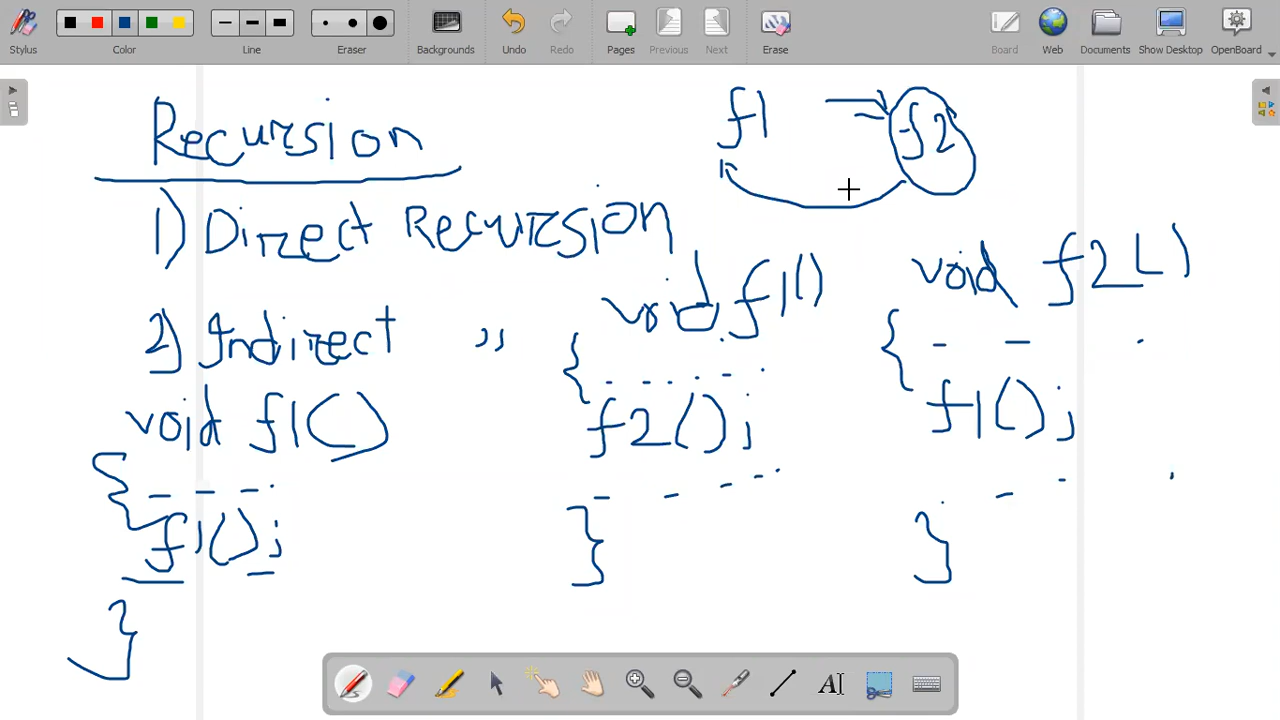 Stylus Color Line Eraser Backgrounds Undo Redo Pages Previous Next Erase Board Web Documents Show Desktop OpenBoard
Recursion
f1 f2
1) Direct Recursion
2) Indirect "
void f1()
{
- - - -
f1();
}
void f1()
{
- - - - - -
f2();
- - - - -
}
void f2()
{
- - -
f1();
- - - -
}
AI